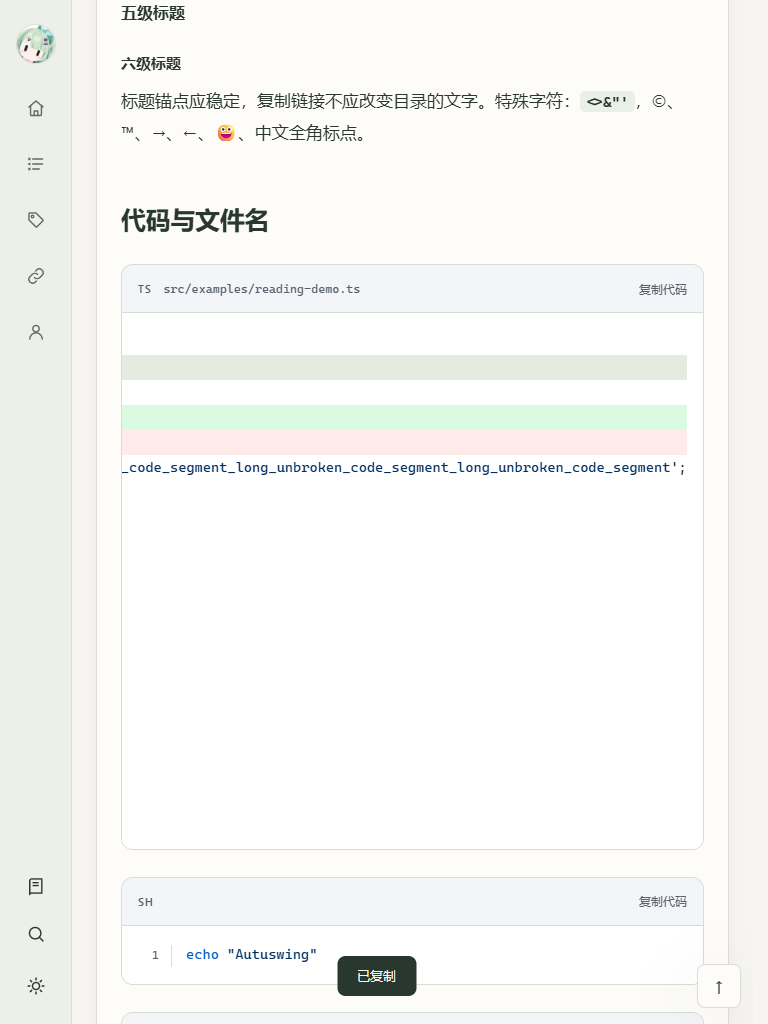 五级标题
六级标题
标题锚点应稳定，复制链接不应改变目录的文字。特殊字符：<>&"'，©、
™、→、←、😀、中文全角标点。
代码与文件名
TS src/examples/reading-demo.ts 复制代码
_code_segment_long_unbroken_code_segment_long_unbroken_code_segment';
SH 复制代码
1 echo "Autuswing"
已复制
↑